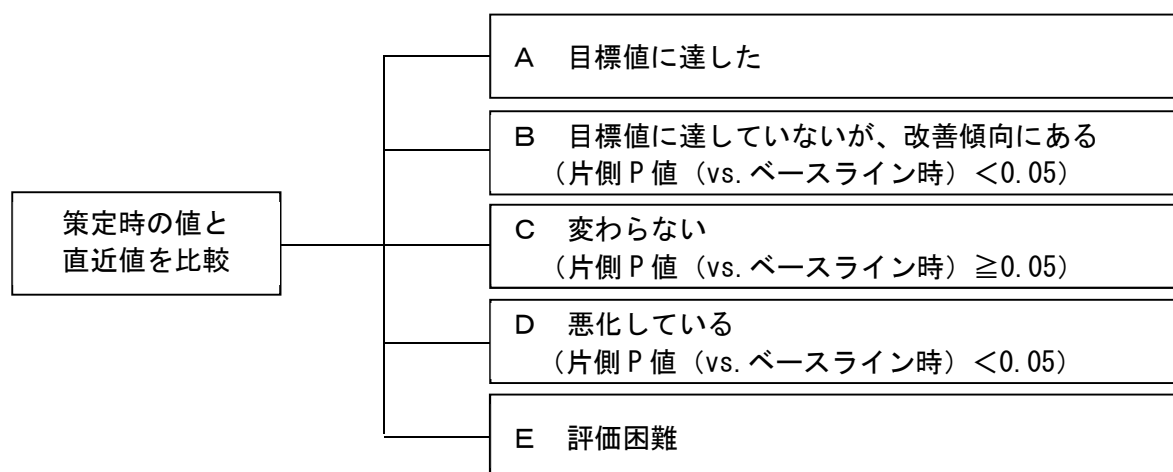 策定時の値と
直近値を比較
A 目標値に達した
B 目標値に達していないが、改善傾向にある
(片側P値(vs.ベースライン時)<0.05)
C 変わらない
(片側P値(vs.ベースライン時)≧0.05)
D 悪化している
(片側P値(vs.ベースライン時)<0.05)
E 評価困難